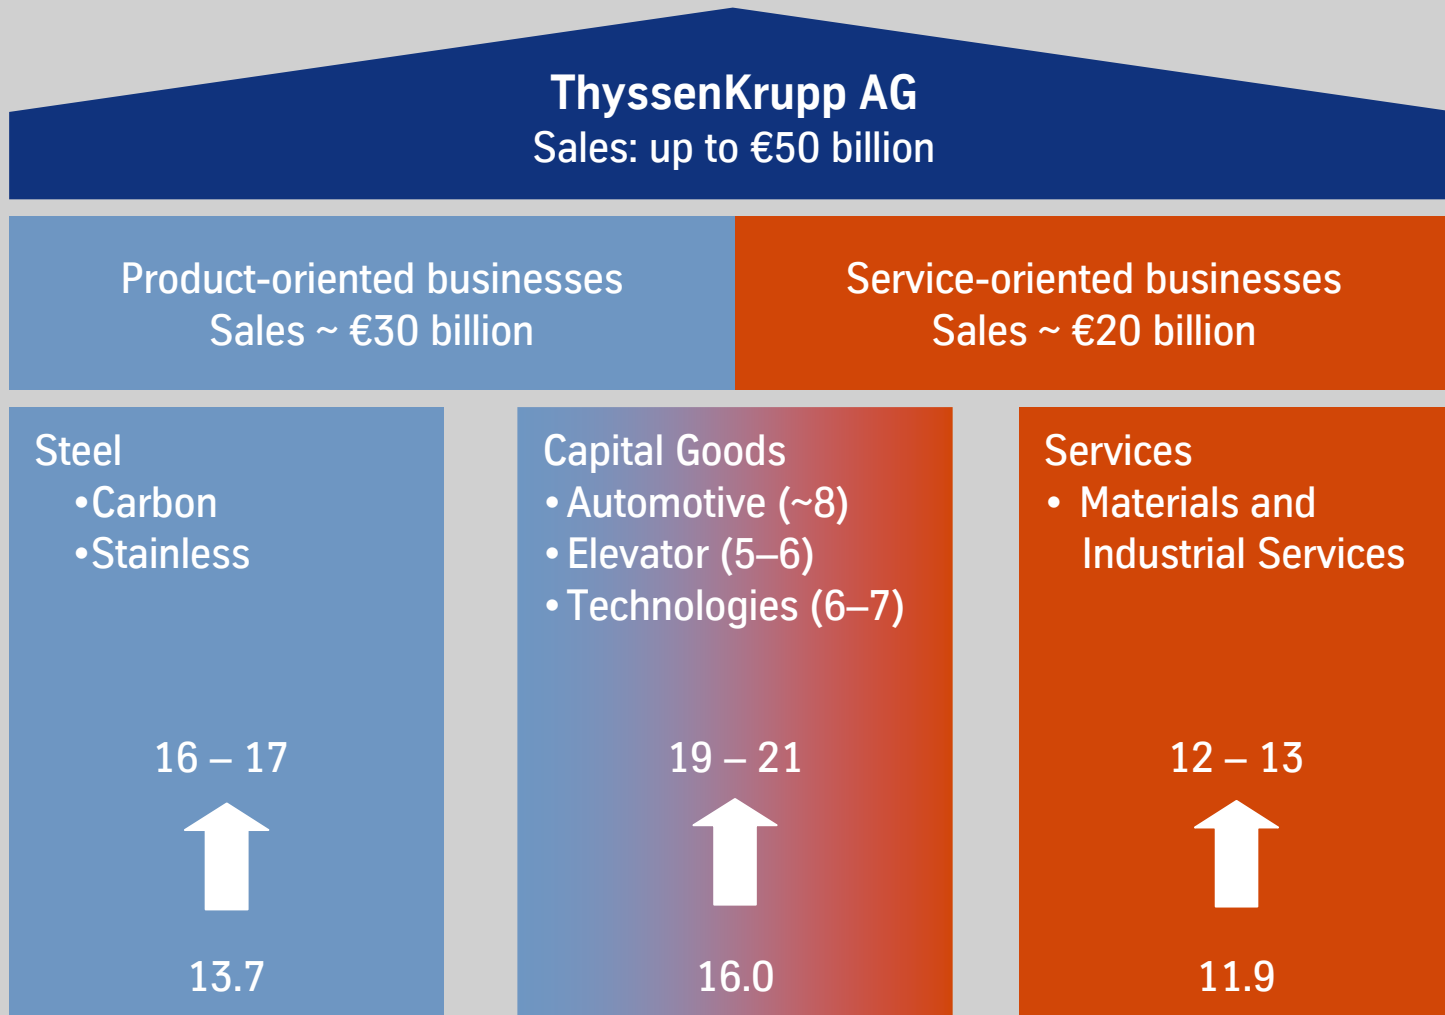 ThyssenKrupp AG
Sales: up to €50 billion
Product-oriented businesses
Sales ~ €30 billion
Service-oriented businesses
Sales ~ €20 billion
Steel
•Carbon
•Stainless
16 – 17
13.7
Capital Goods
• Automotive (~8)
• Elevator (5–6)
• Technologies (6–7)
19 – 21
16.0
Services
• Materials and
Industrial Services
12 – 13
11.9